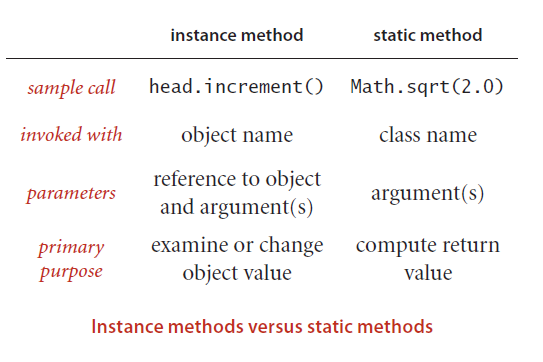 instance method static method
sample call head.increment() Math.sqrt(2.0)
invoked with object name class name
parameters reference to object and argument(s) argument(s)
primary purpose examine or change object value compute return value
Instance methods versus static methods